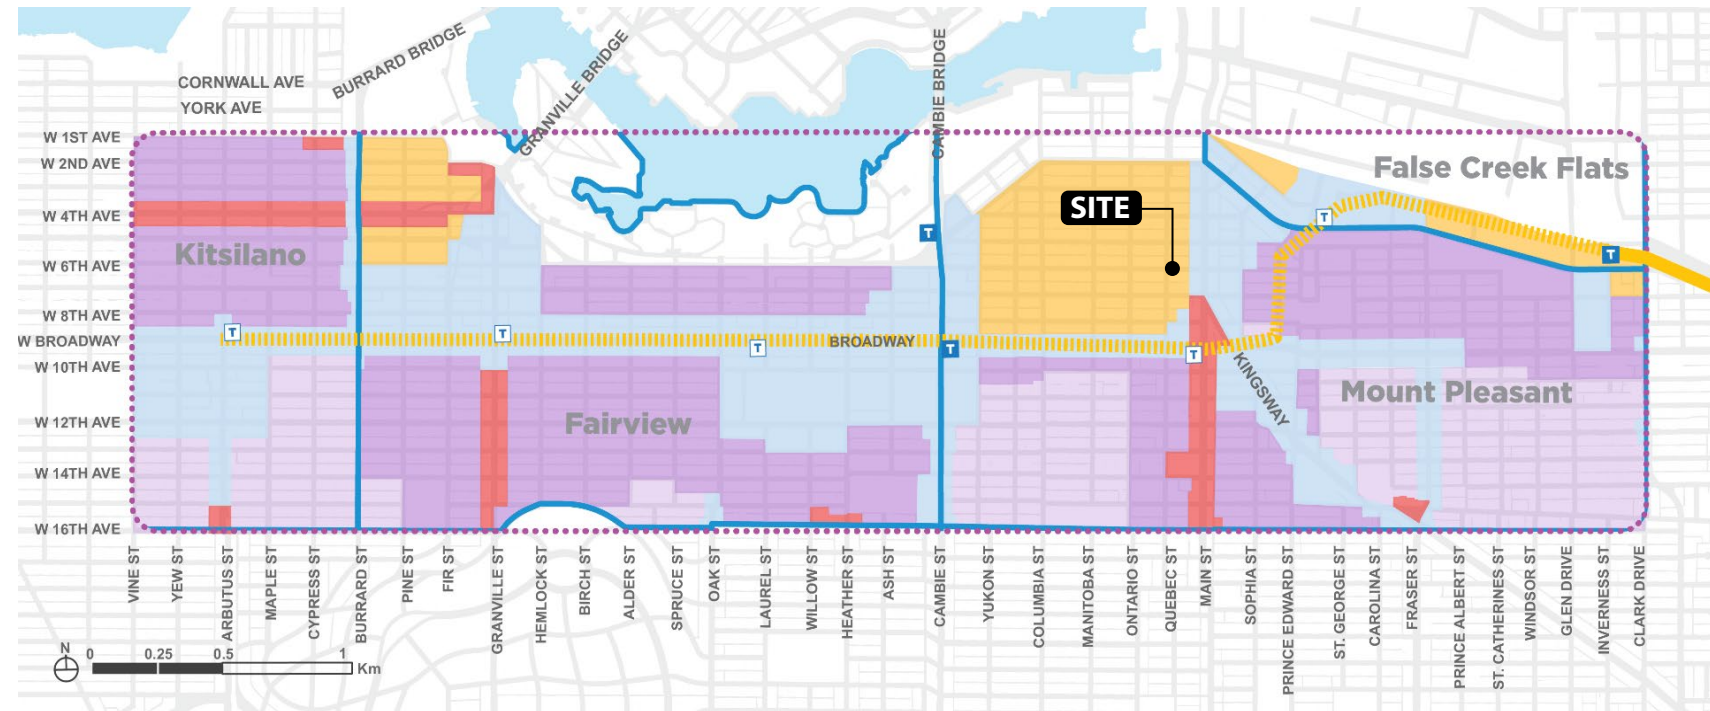 BURRARD BRIDGE
GRANVILLE BRIDGE
CAMBIE BRIDGE
CORNWALL AVE
YORK AVE
W 1ST AVE
W 2ND AVE
W 4TH AVE
W 6TH AVE
W 8TH AVE
W BROADWAY
W 10TH AVE
W 12TH AVE
W 14TH AVE
W 16TH AVE
False Creek Flats
SITE
Kitsilano
T
T
T
T
T
T
T
T
BROADWAY
KINGSWAY
Mount Pleasant
Fairview
VINE ST
YEW ST
ARBUTUS ST
MAPLE ST
CYPRESS ST
BURRARD ST
PINE ST
FIR ST
GRANVILLE ST
HEMLOCK ST
BIRCH ST
ALDER ST
SPRUCE ST
OAK ST
LAUREL ST
WILLOW ST
HEATHER ST
ASH ST
CAMBIE ST
YUKON ST
COLUMBIA ST
MANITOBA ST
ONTARIO ST
QUEBEC ST
MAIN ST
SOPHIA ST
PRINCE EDWARD ST
ST. GEORGE ST
CAROLINA ST
FRASER ST
PRINCE ALBERT ST
ST. CATHERINES ST
WINDSOR ST
GLEN DRIVE
INVERNESS ST
CLARK DRIVE
N
0 0.25 0.5 1
Km